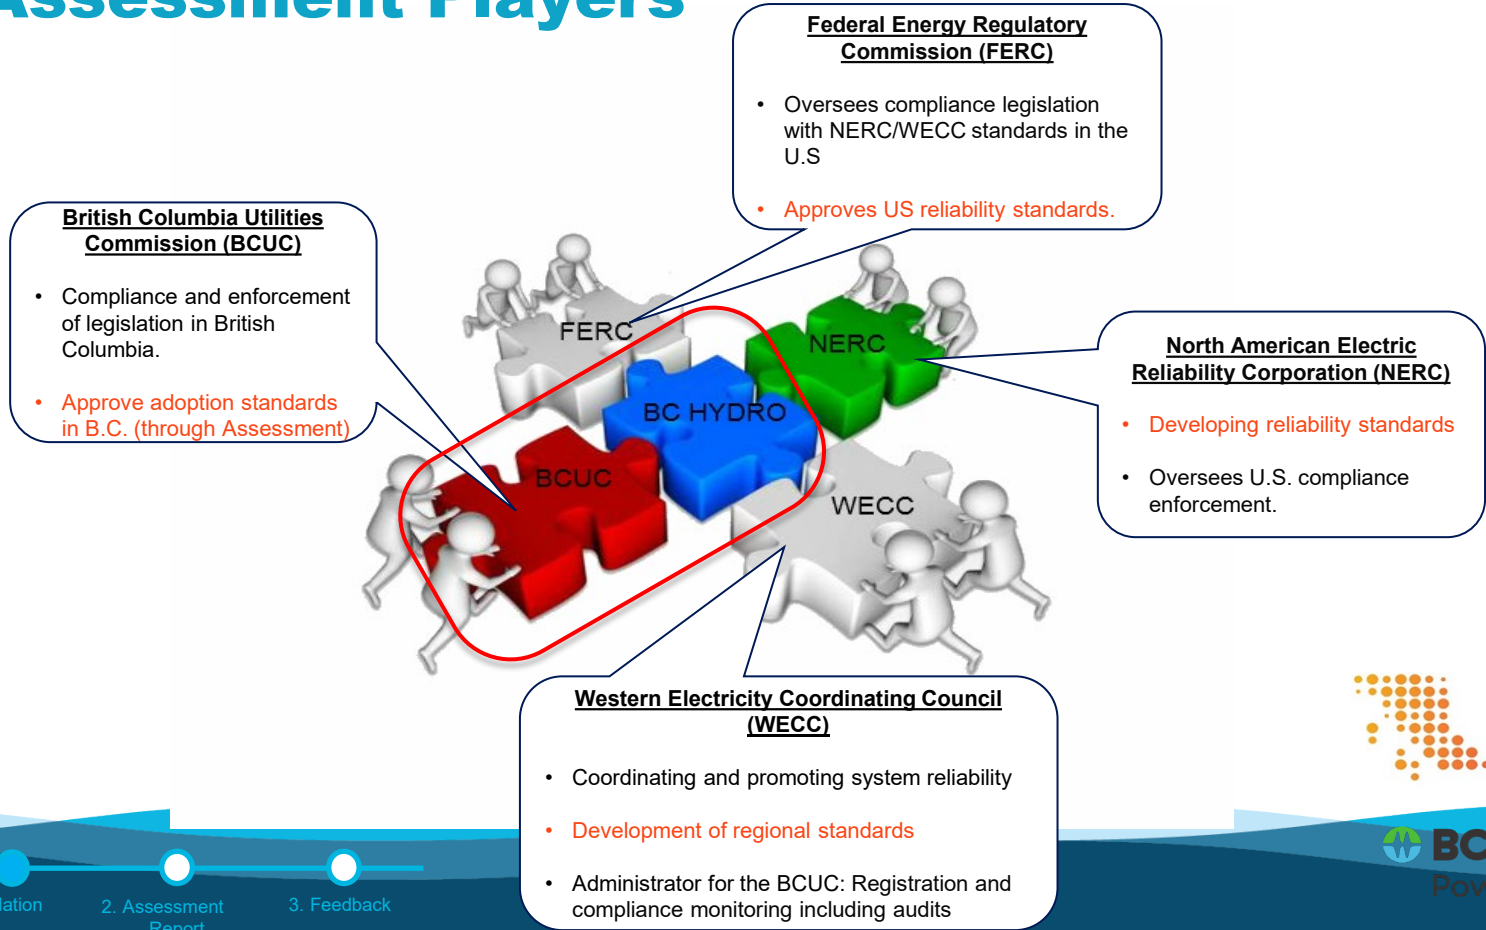 Assessment Players
Federal Energy Regulatory
Commission (FERC)
• Oversees compliance legislation
with NERC/WECC standards in the
U.S
• Approves US reliability standards.
British Columbia Utilities
Commission (BCUC)
• Compliance and enforcement
of legislation in British
Columbia.
• Approve adoption standards
in B.C. (through Assessment)
FERC
NERC
BC HYDRO
BCUC
WECC
North American Electric
Reliability Corporation (NERC)
• Developing reliability standards
• Oversees U.S. compliance
enforcement.
Western Electricity Coordinating Council
(WECC)
• Coordinating and promoting system reliability
• Development of regional standards
• Administrator for the BCUC: Registration and
compliance monitoring including audits
2. Assessment
Report
3. Feedback
BC